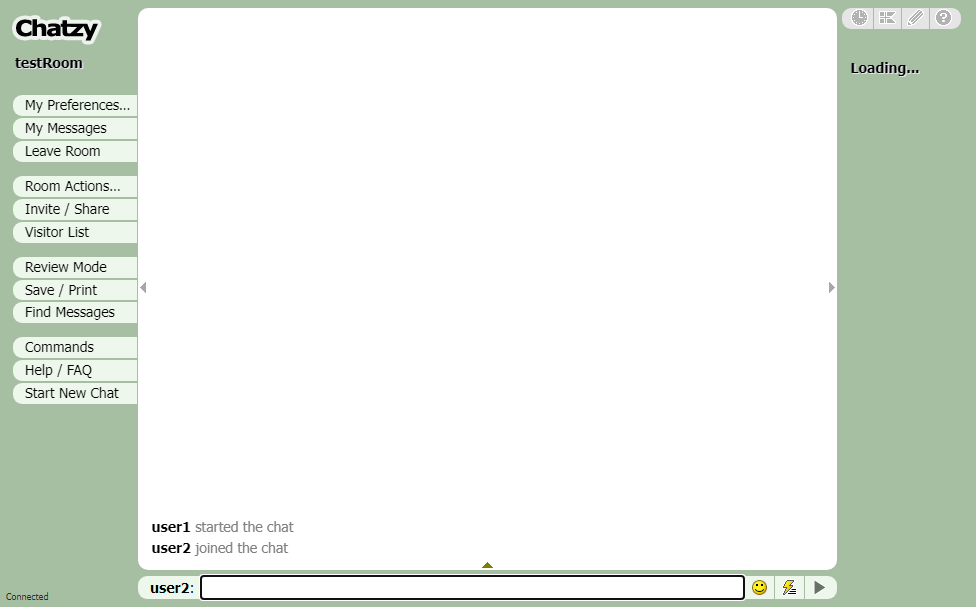 Chatzy
testRoom
My Preferences...
My Messages
Leave Room
Room Actions...
Invite / Share
Visitor List
Review Mode
Save / Print
Find Messages
Commands
Help / FAQ
Start New Chat
Connected
user1 started the chat
user2 joined the chat
user2:
?
Loading...